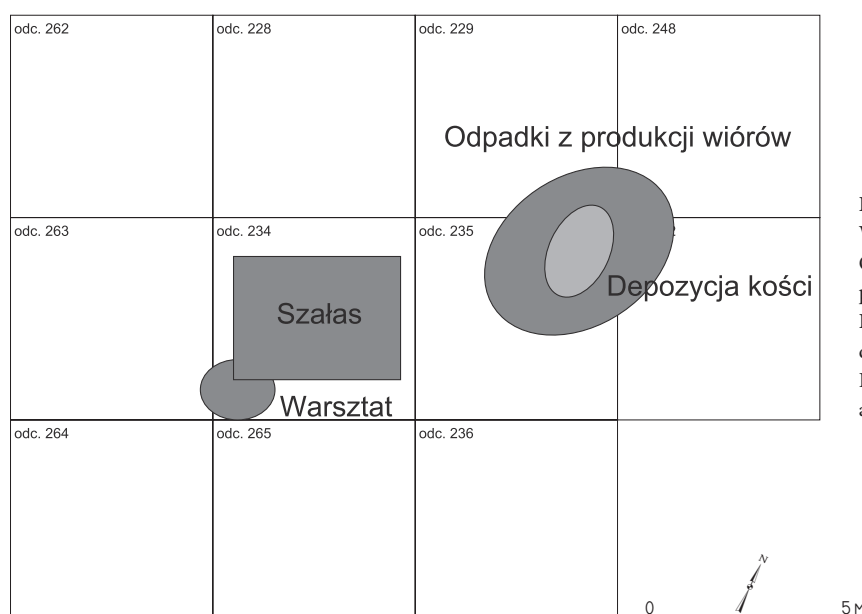 odc. 262
odc. 228
odc. 229
odc. 248
Odpadki z produkcji wiórów
odc. 263
odc. 234
odc. 235
Depozycja kości
Szałas
Warsztat
odc. 264
odc. 265
odc. 236
N
0
5 M